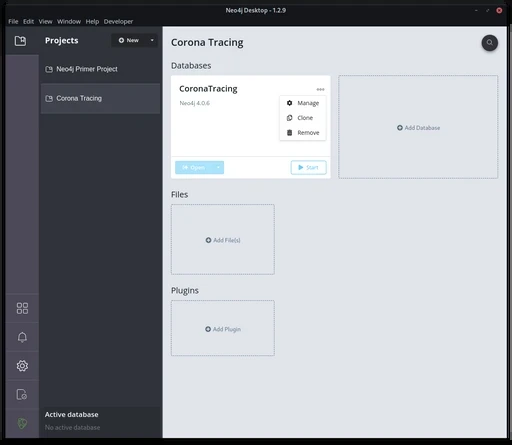 Neo4j Desktop - 1.2.9
File Edit View Window Help Developer
Projects
New
Neo4j Primer Project
Corona Tracing
Active database
No active database
Corona Tracing
Databases
CoronaTracing
Neo4j 4.0.6
Manage
Clone
Remove
Open
Start
Add Database
Files
Add File(s)
Plugins
Add Plugin